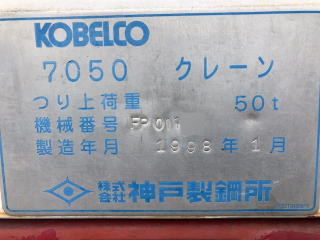 KOBELCO
7050 クレーン
つり上荷重 50t
機械番号
製造年月 1998年1月
株式会社 神戸製鋼所